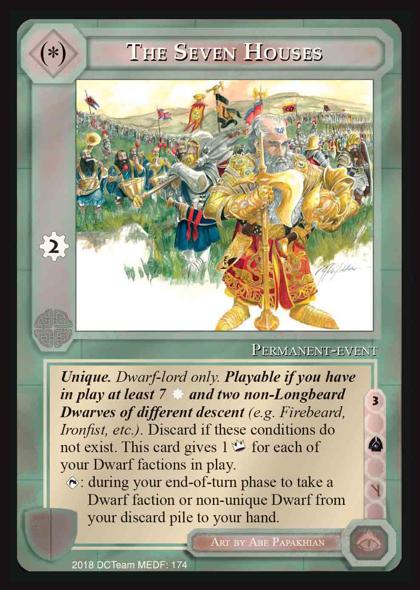 (*)
The Seven Houses
2
Permanent-event
Unique. Dwarf-lord only. Playable if you have
in play at least 7 and two non-Longbeard
Dwarves of different descent (e.g. Firebeard,
Ironfist, etc.). Discard if these conditions do
not exist. This card gives 1 for each of
your Dwarf factions in play.
: during your end-of-turn phase to take a
Dwarf faction or non-unique Dwarf from
your discard pile to your hand.
3
Art by Abe Papakhian
2018 DCTeam MEDF: 174